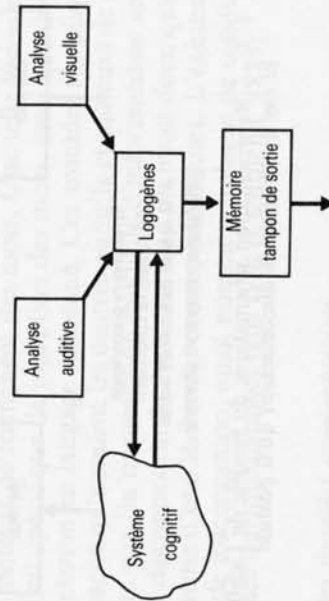 Analyse
auditive
Analyse
visuelle
Logogènes
Système
cognitif
Mémoire
tampon de sortie